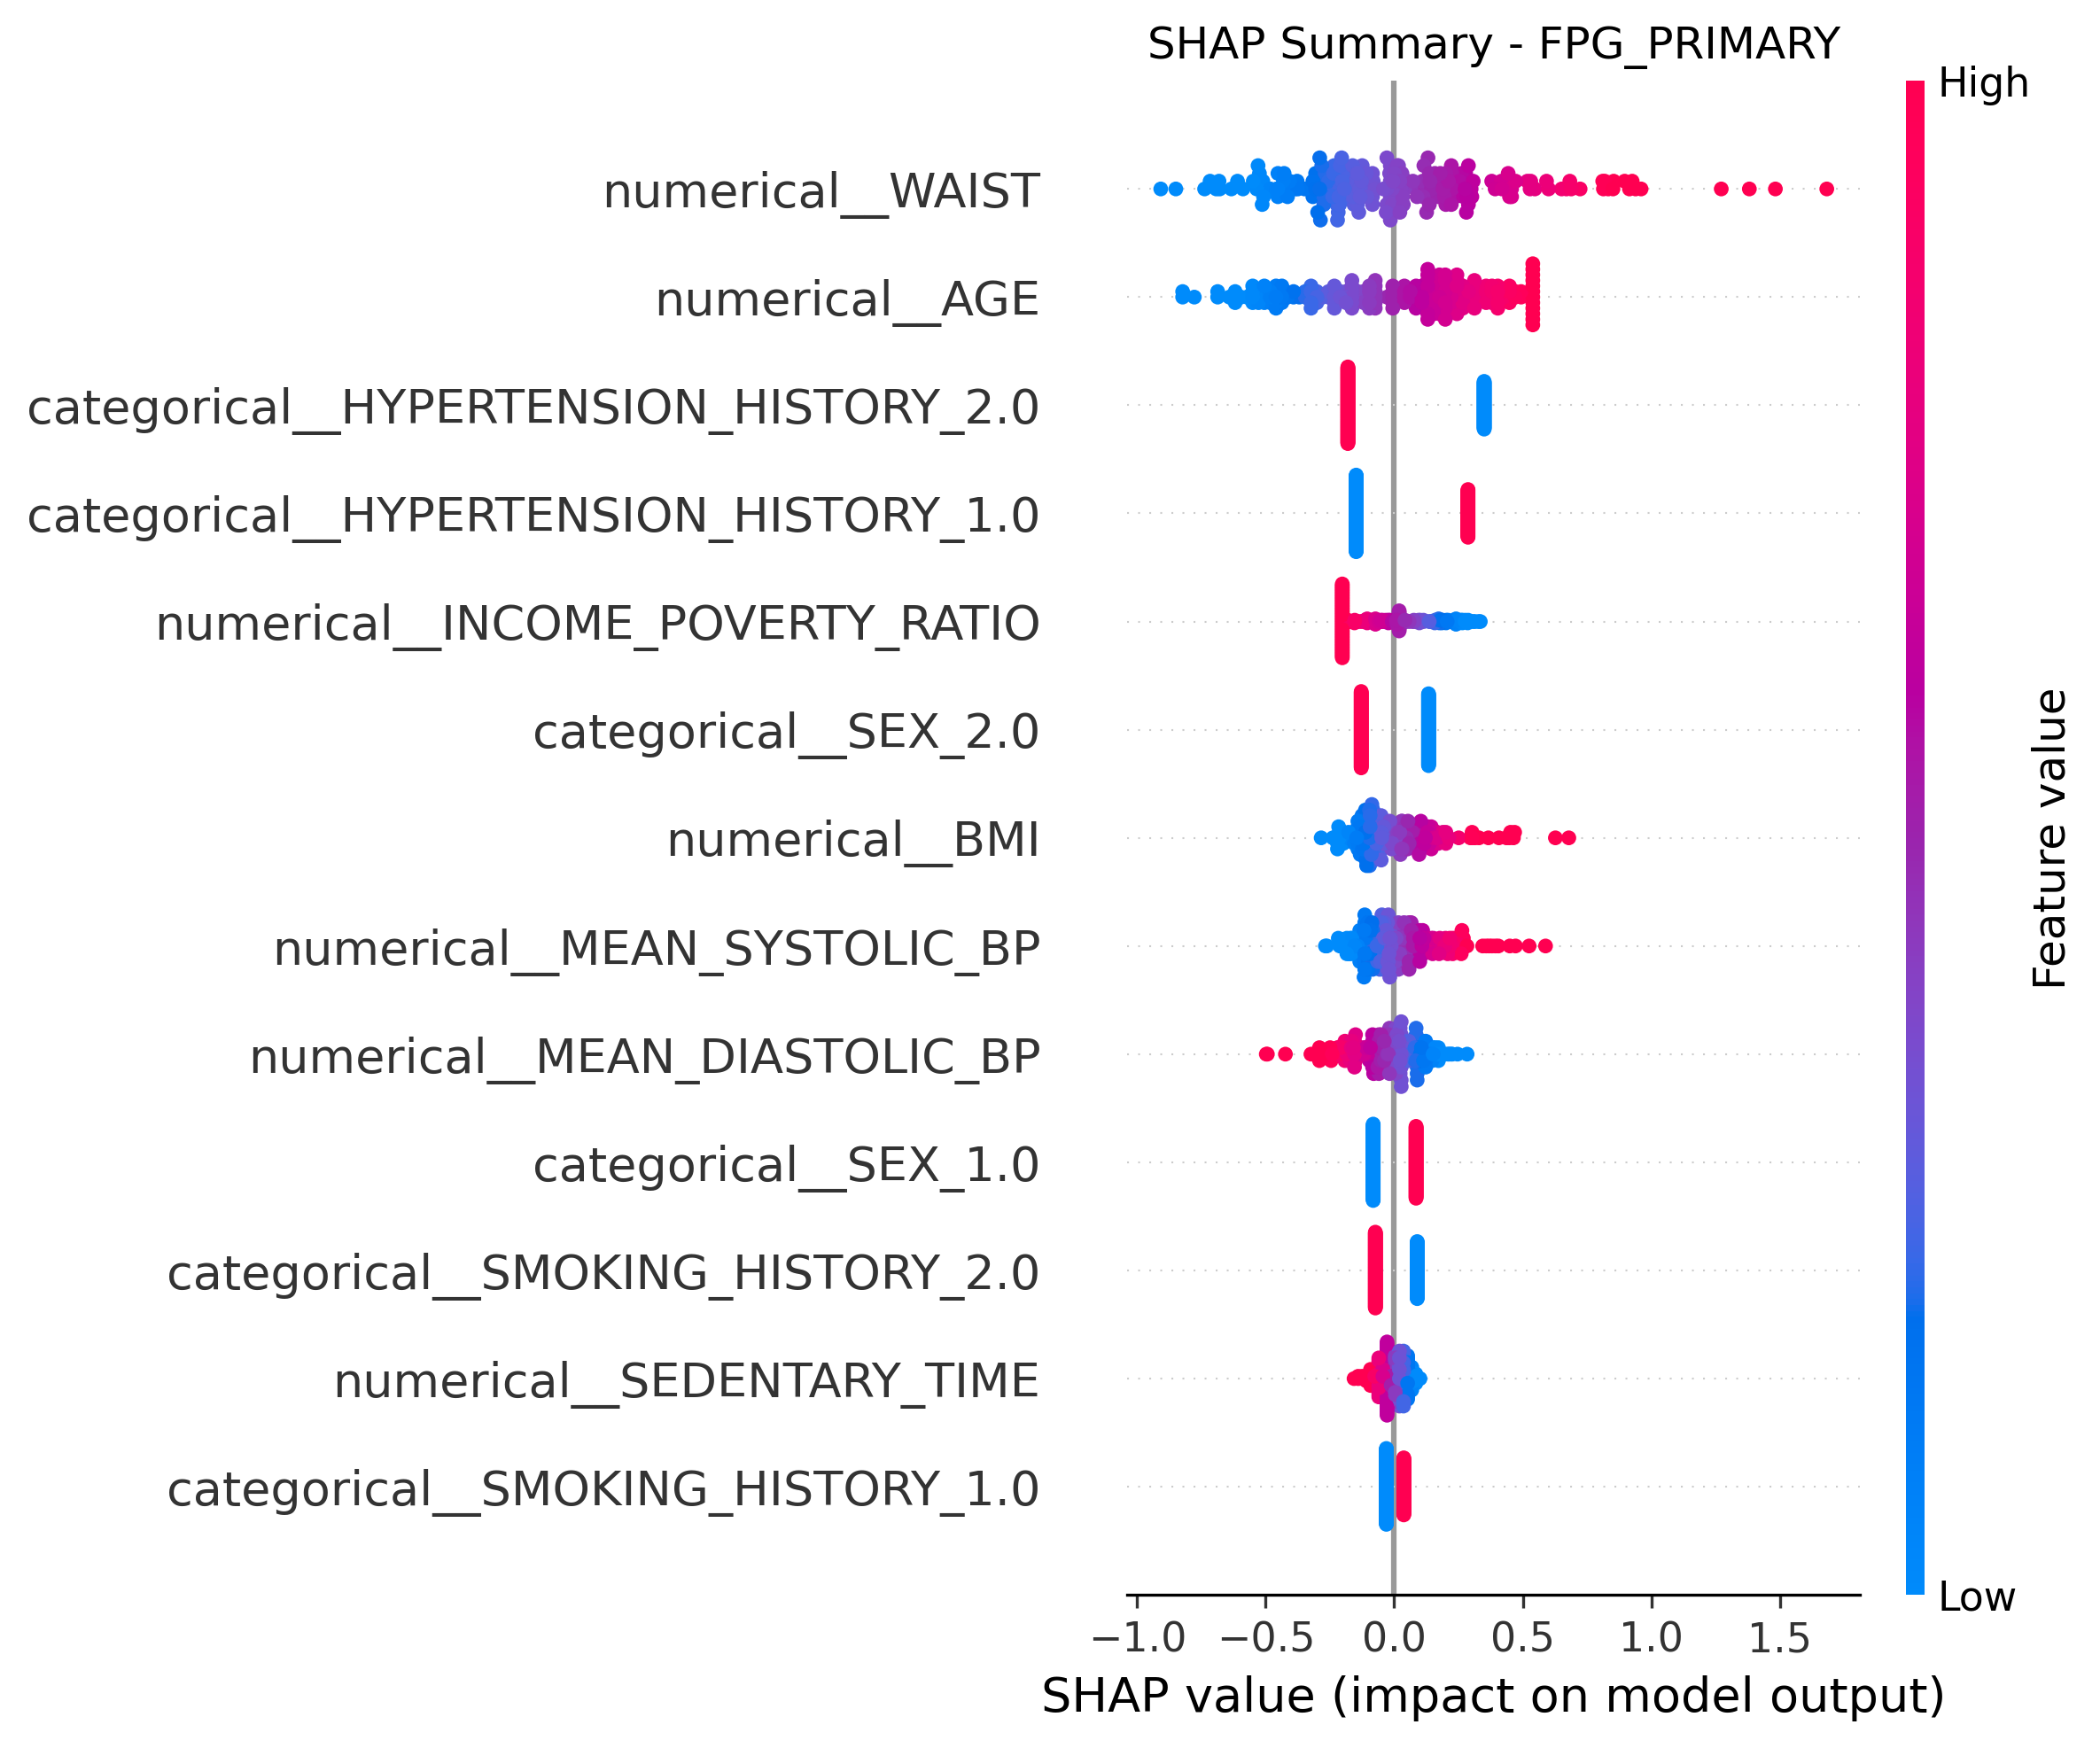 SHAP Summary - FPG_PRIMARY
High
numerical__WAIST
numerical__AGE
categorical__HYPERTENSION_HISTORY_2.0
categorical__HYPERTENSION_HISTORY_1.0
numerical__INCOME_POVERTY_RATIO
categorical__SEX_2.0
numerical__BMI
numerical__MEAN_SYSTOLIC_BP
numerical__MEAN_DIASTOLIC_BP
categorical__SEX_1.0
categorical__SMOKING_HISTORY_2.0
numerical__SEDENTARY_TIME
categorical__SMOKING_HISTORY_1.0
Feature value
Low
−1.0 −0.5 0.0 0.5 1.0 1.5
SHAP value (impact on model output)